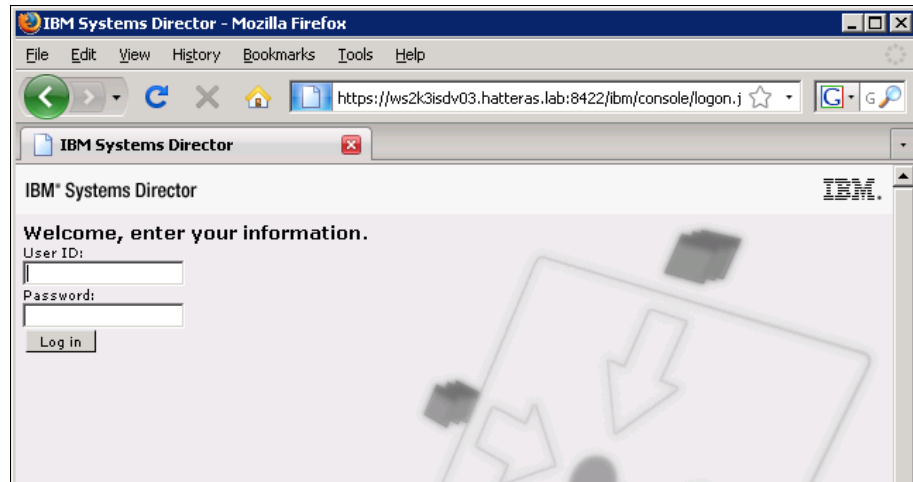 IBM Systems Director - Mozilla Firefox
File Edit View History Bookmarks Tools Help
https://ws2k3isdv03.hatteras.lab:8422/ibm/console/logon.j G G
IBM Systems Director
IBM® Systems Director IBM.
Welcome, enter your information.
User ID:
Password:
Log in